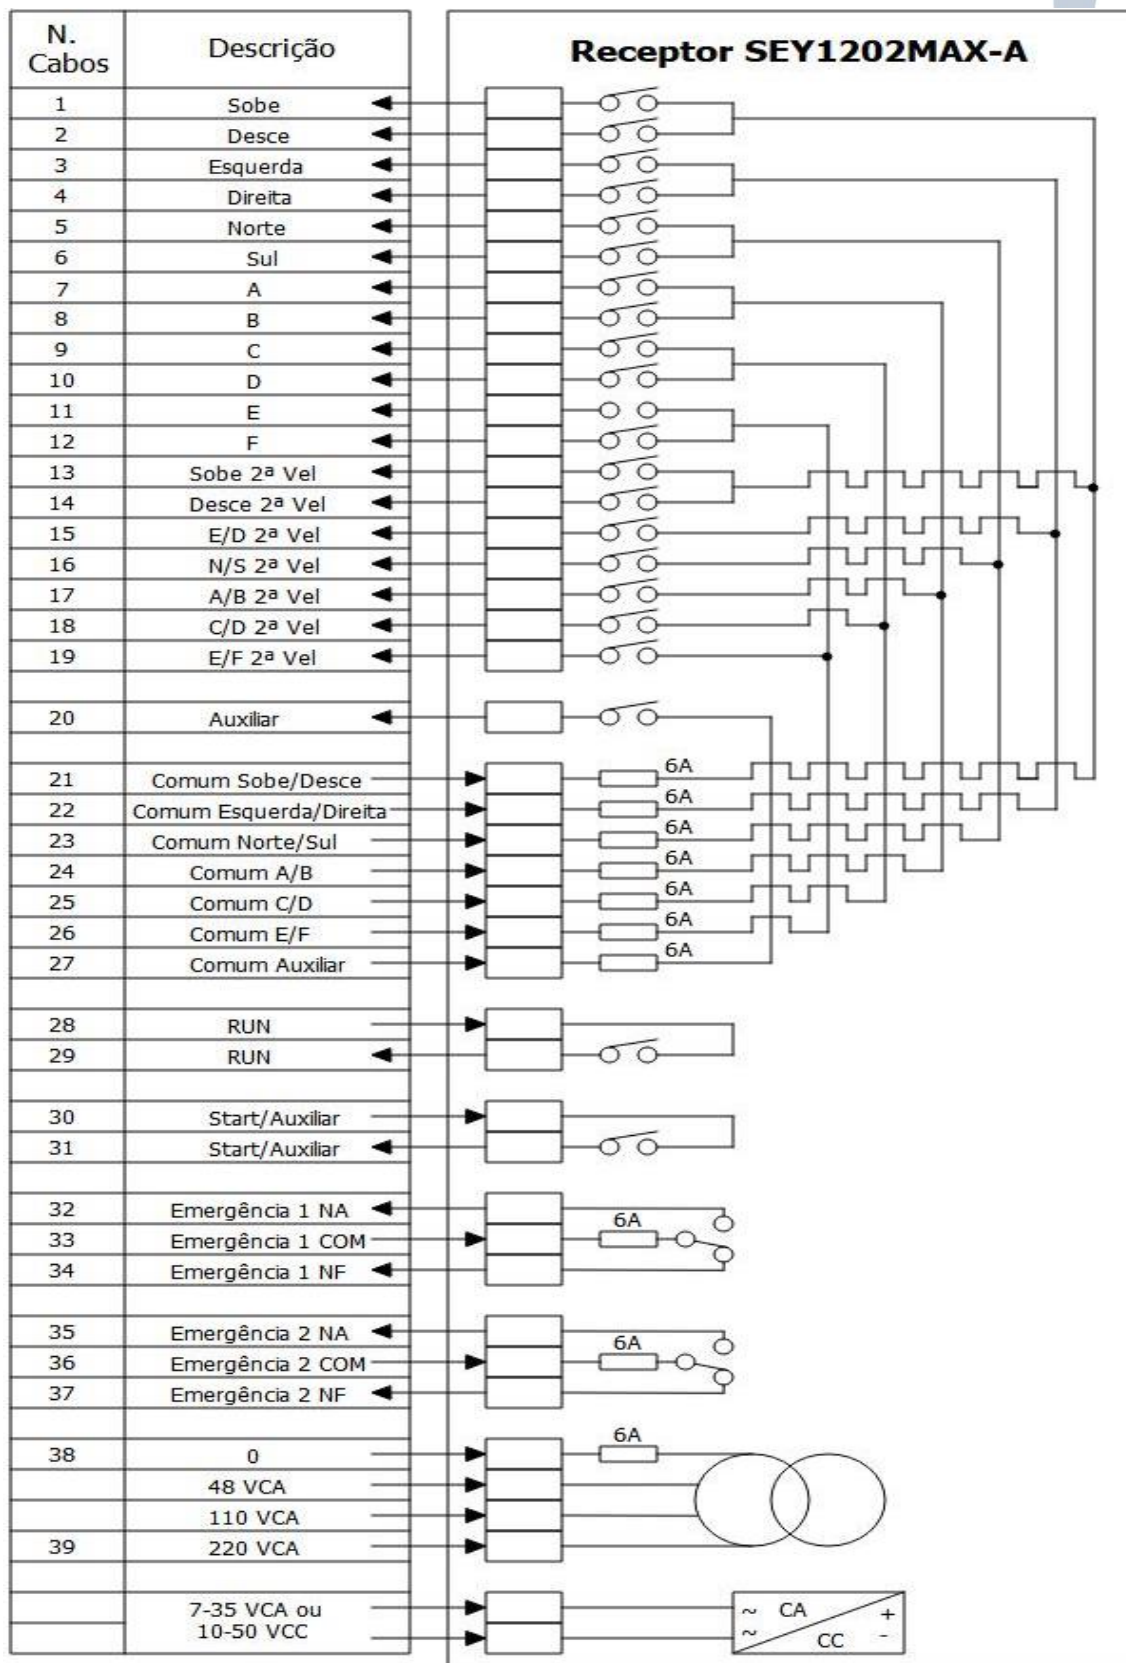 N. Cabos Descrição Receptor SEY1202MAX-A
1 Sobe
2 Desce
3 Esquerda
4 Direita
5 Norte
6 Sul
7 A
8 B
9 C
10 D
11 E
12 F
13 Sobe 2ª Vel
14 Desce 2ª Vel
15 E/D 2ª Vel
16 N/S 2ª Vel
17 A/B 2ª Vel
18 C/D 2ª Vel
19 E/F 2ª Vel
20 Auxiliar
21 Comum Sobe/Desce 6A
22 Comum Esquerda/Direita 6A
23 Comum Norte/Sul 6A
24 Comum A/B 6A
25 Comum C/D 6A
26 Comum E/F 6A
27 Comum Auxiliar 6A
28 RUN
29 RUN
30 Start/Auxiliar
31 Start/Auxiliar
32 Emergência 1 NA
33 Emergência 1 COM 6A
34 Emergência 1 NF
35 Emergência 2 NA
36 Emergência 2 COM 6A
37 Emergência 2 NF
38 0 6A
48 VCA
110 VCA
39 220 VCA
7-35 VCA ou ~ CA +
10-50 VCC ~ CC -